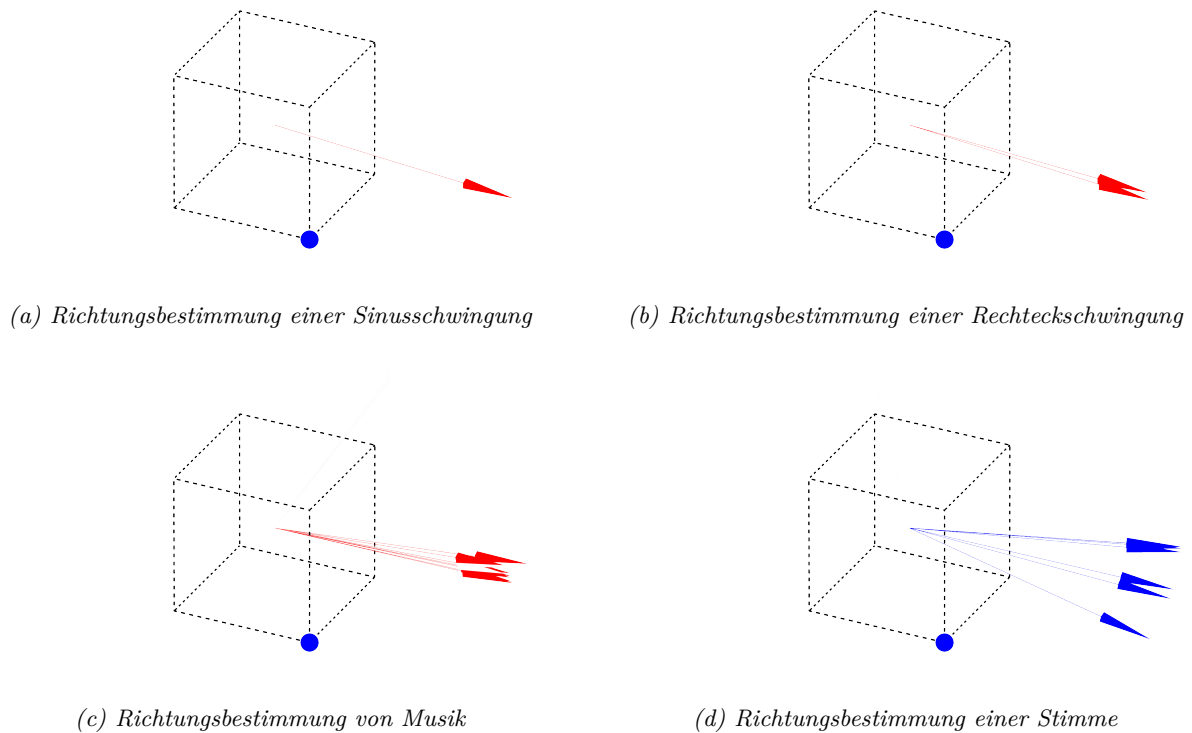 (a) Richtungsbestimmung einer Sinusschwingung
(b) Richtungsbestimmung einer Rechteckschwingung
(c) Richtungsbestimmung von Musik
(d) Richtungsbestimmung einer Stimme